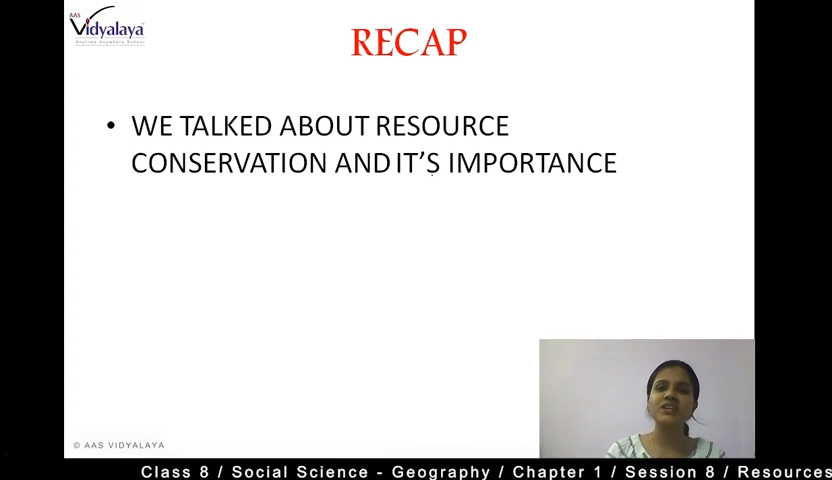 AAS
Vidyalaya
Anytime Anywhere School
RECAP
• WE TALKED ABOUT RESOURCE
CONSERVATION AND IT’S IMPORTANCE
© AAS VIDYALAYA
Class 8 / Social Science - Geography / Chapter 1 / Session 8 / Resources